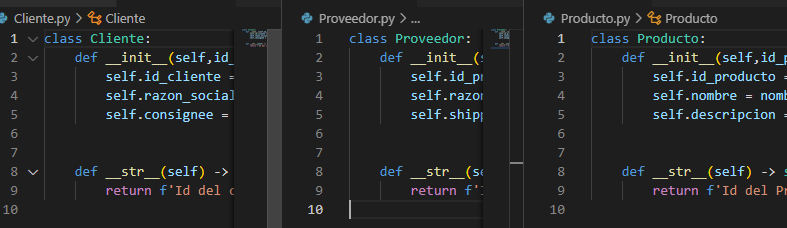 Cliente.py > Cliente
1 class Cliente:
2 def __init__(self,id_
3 self.id_cliente =
4 self.razon_social
5 self.consignee =
6
7
8 def __str__(self) ->
9 return f'Id del
10
Proveedor.py > ...
1 class Proveedor:
2 def __init__(self,
3 self.id_p
4 self.razon
5 self.ship
6
7
8 def __str__(s
9 return f'I
10
Producto.py > Producto
1 class Producto:
2 def __init__(self,id_p
3 self.id_producto =
4 self.nombre = nom
5 self.descripcion =
6
7
8 def __str__(self) -> s
9 return f'Id del Pr
10